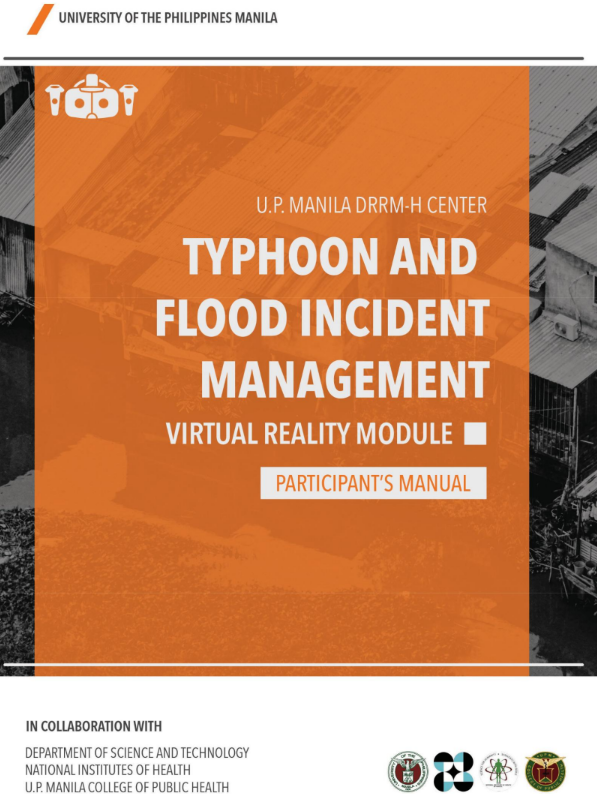 UNIVERSITY OF THE PHILIPPINES MANILA
U.P. MANILA DRRM-H CENTER
TYPHOON AND
FLOOD INCIDENT
MANAGEMENT
VIRTUAL REALITY MODULE
PARTICIPANT'S MANUAL
IN COLLABORATION WITH
DEPARTMENT OF SCIENCE AND TECHNOLOGY
NATIONAL INSTITUTES OF HEALTH
U.P. MANILA COLLEGE OF PUBLIC HEALTH